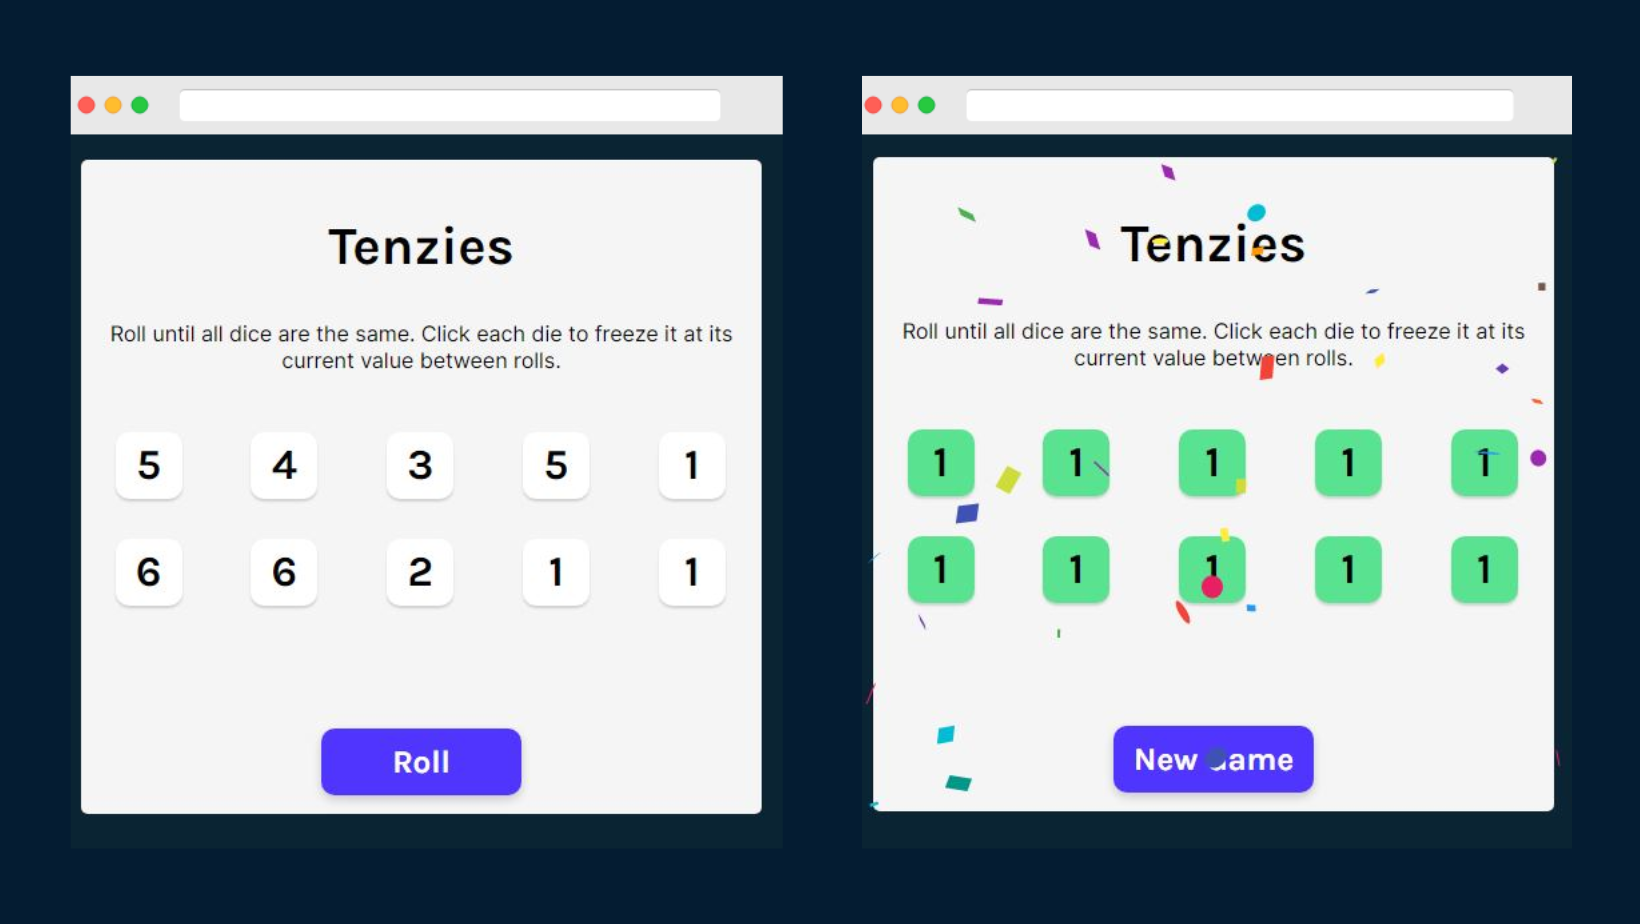 Tenzies
Roll until all dice are the same. Click each die to freeze it at its
current value between rolls.
5 4 3 5 1
6 6 2 1 1
Roll
Tenzies
Roll until all dice are the same. Click each die to freeze it at its
current value between rolls.
1 1 1 1 1
1 1 1 1 1
New Game